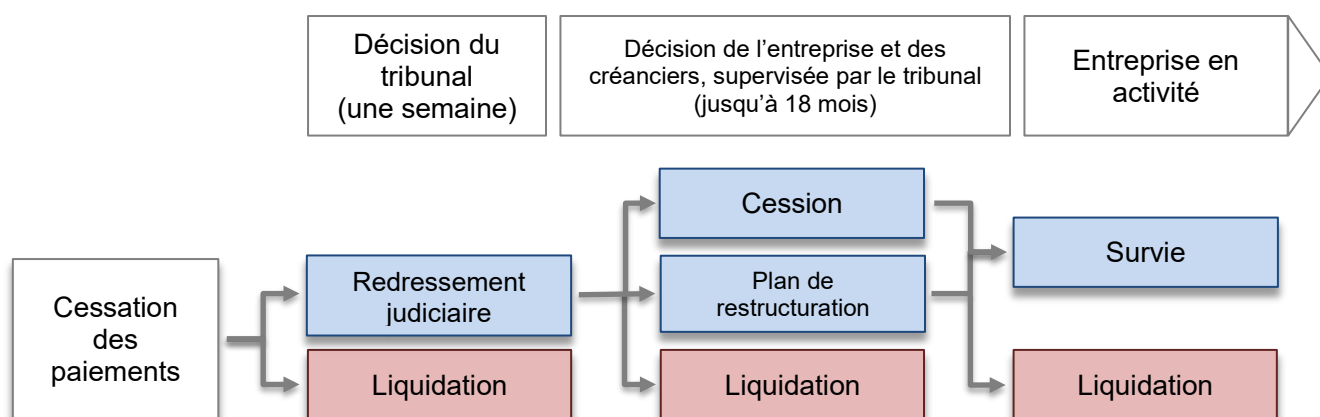 Décision du
tribunal
(une semaine)
Décision de l’entreprise et des
créanciers, supervisée par le tribunal
(jusqu’à 18 mois)
Entreprise en
activité
Cession
Survie
Redressement
judiciaire
Plan de
restructuration
Cessation
des
paiements
Liquidation
Liquidation
Liquidation